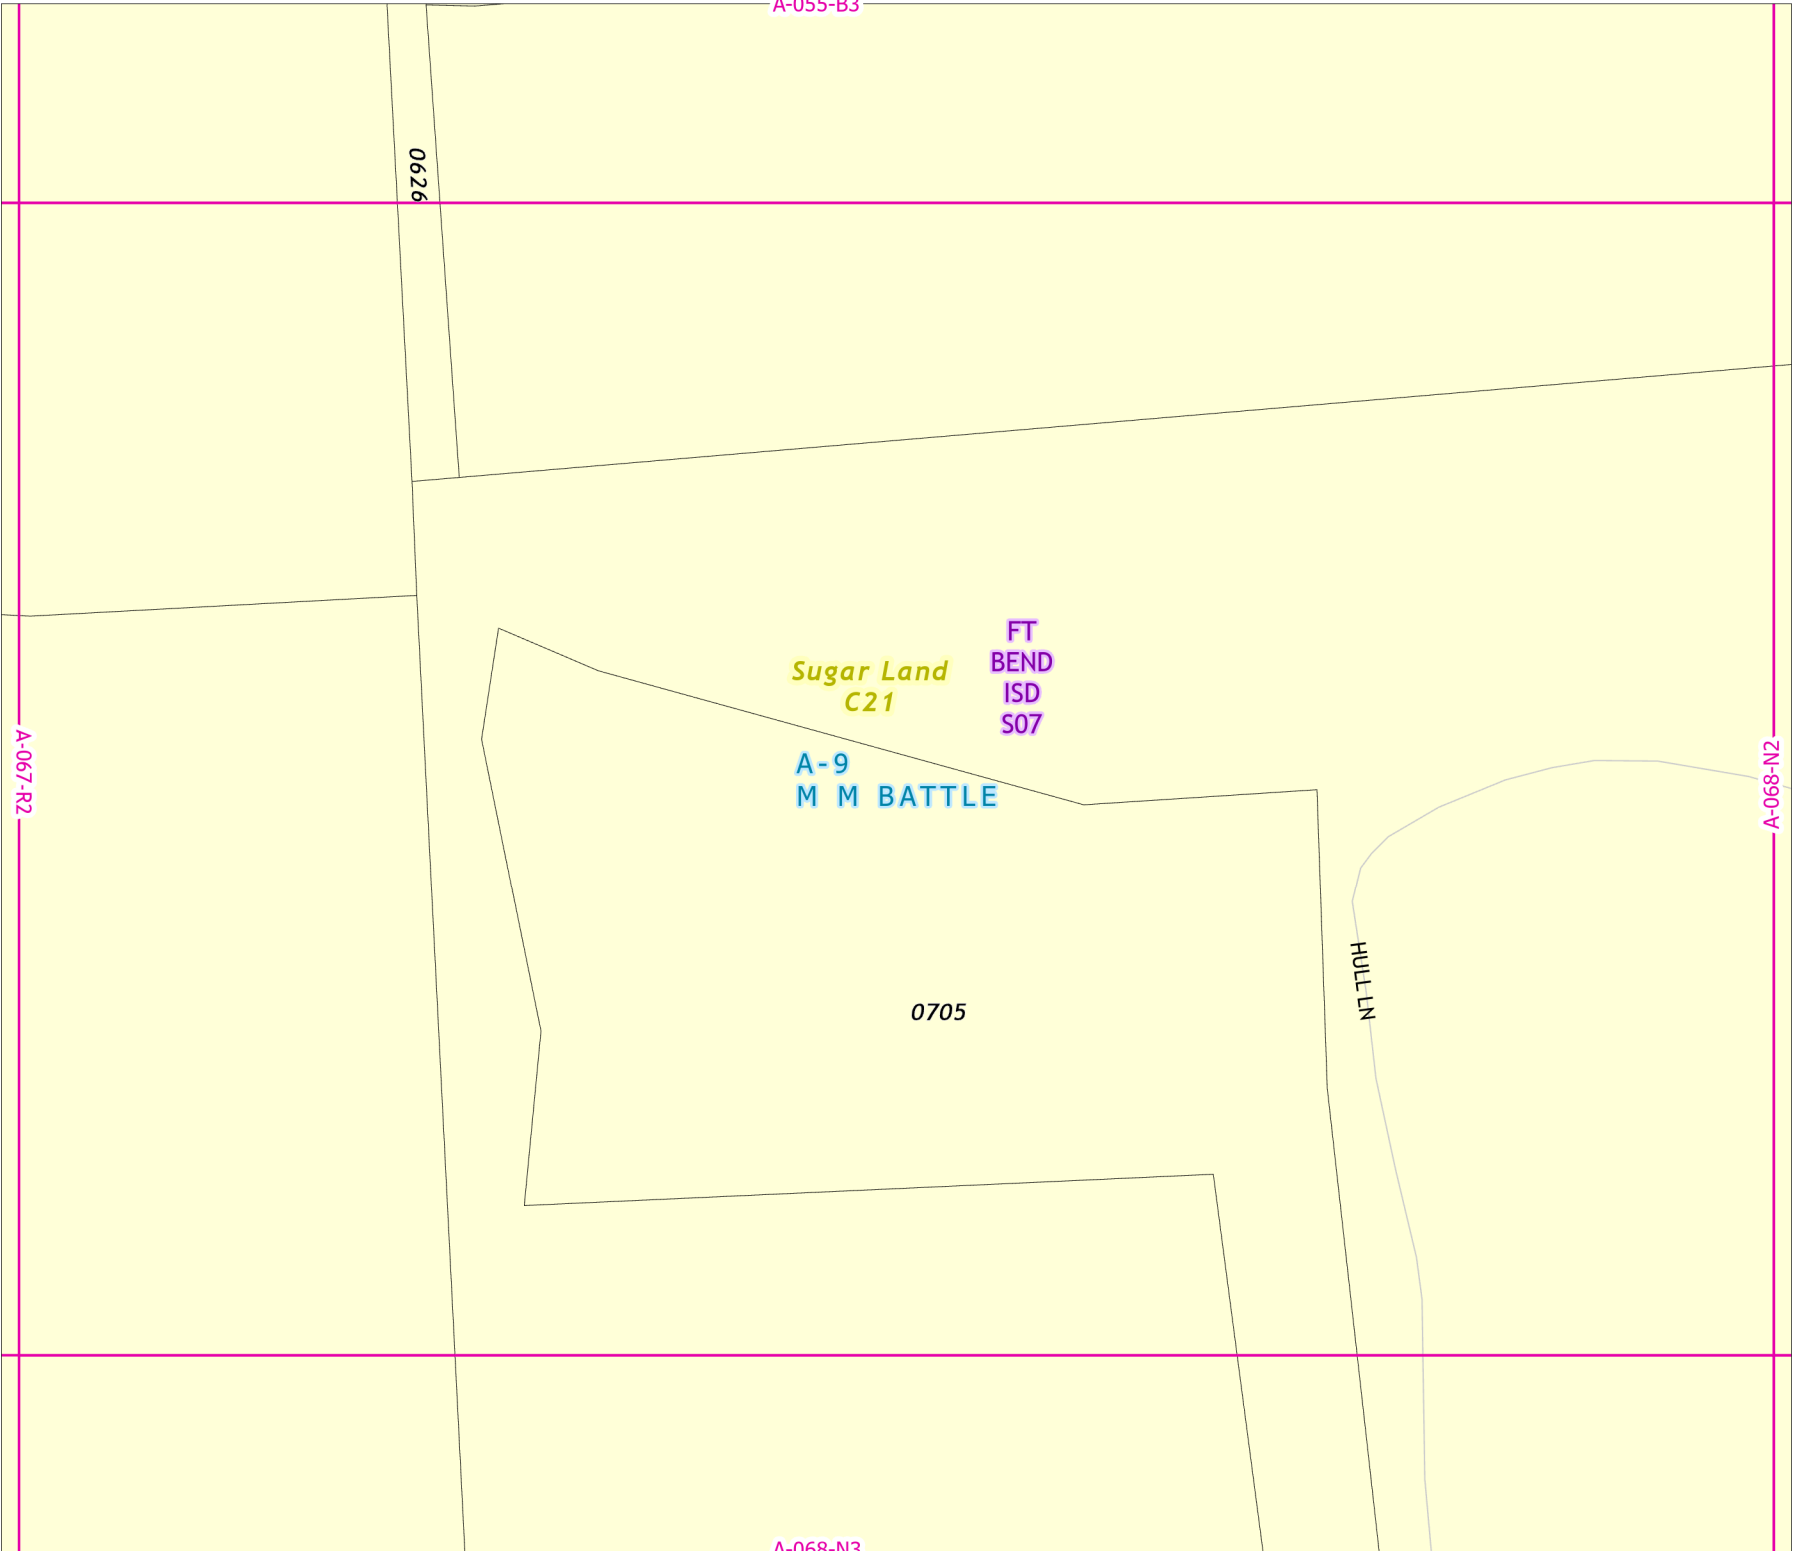 A-055-B3
0626
FT
BEND
ISD
S07
Sugar Land
C21
A-067-R2
A-068-N2
A-9
M M BATTLE
HULL LN
0705
A-068-N3